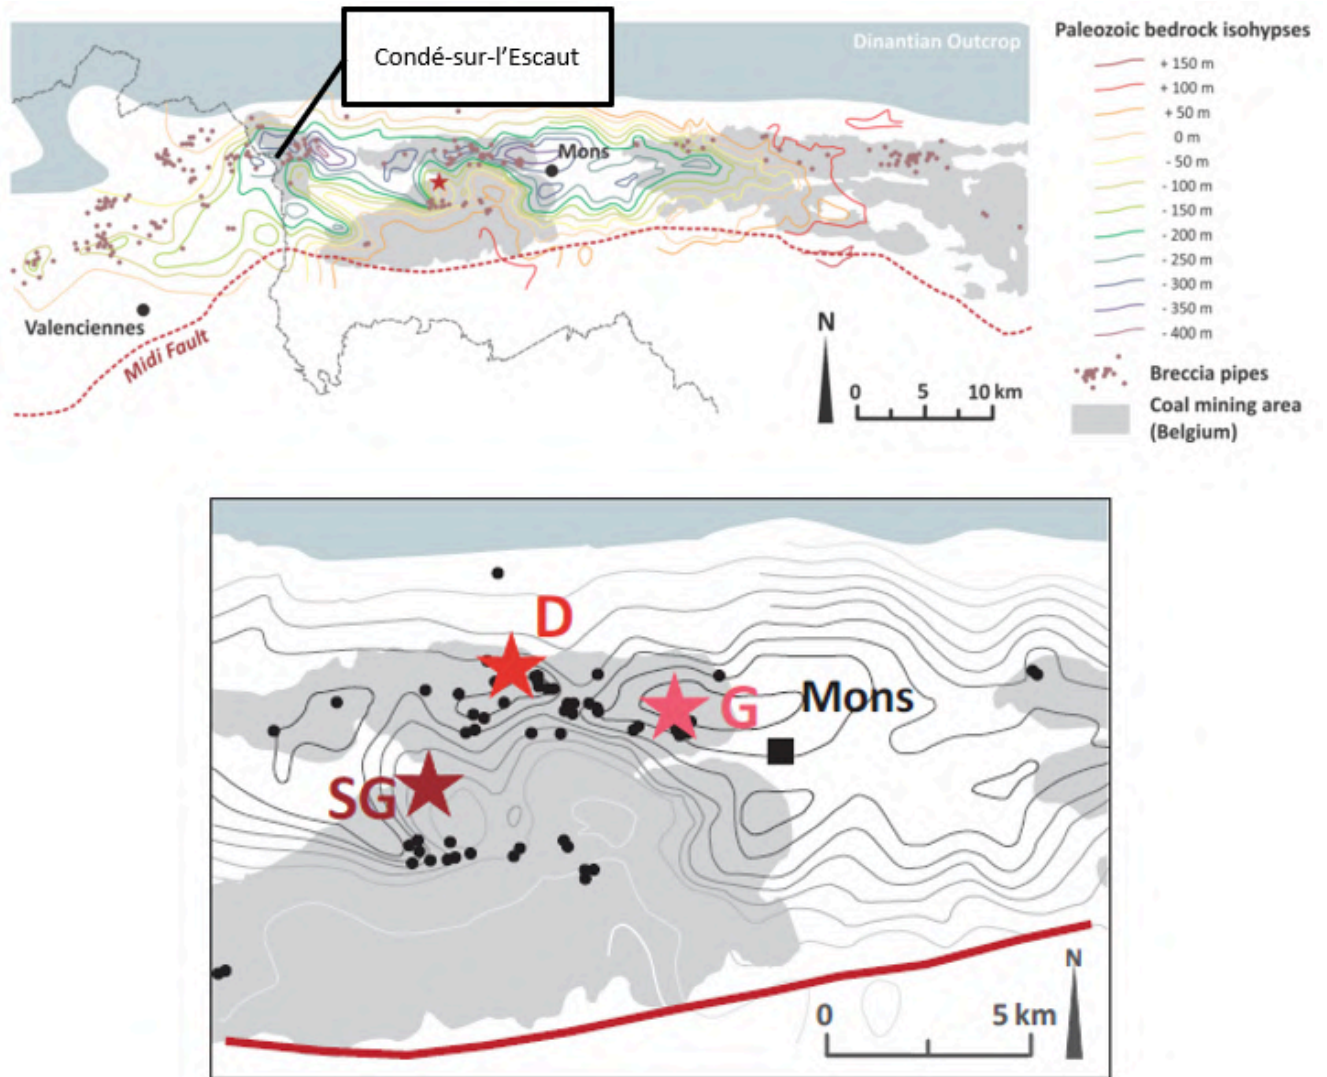 Condé-sur-l'Escaut
Dinantian Outcrop
Mons
Valenciennes
Midi Fault
N
0 5 10 km
Paleozoic bedrock isohypses
+ 150 m
+ 100 m
+ 50 m
0 m
- 50 m
- 100 m
- 150 m
- 200 m
- 250 m
- 300 m
- 350 m
- 400 m
Breccia pipes
Coal mining area
(Belgium)
D
G
Mons
SG
N
0 5 km